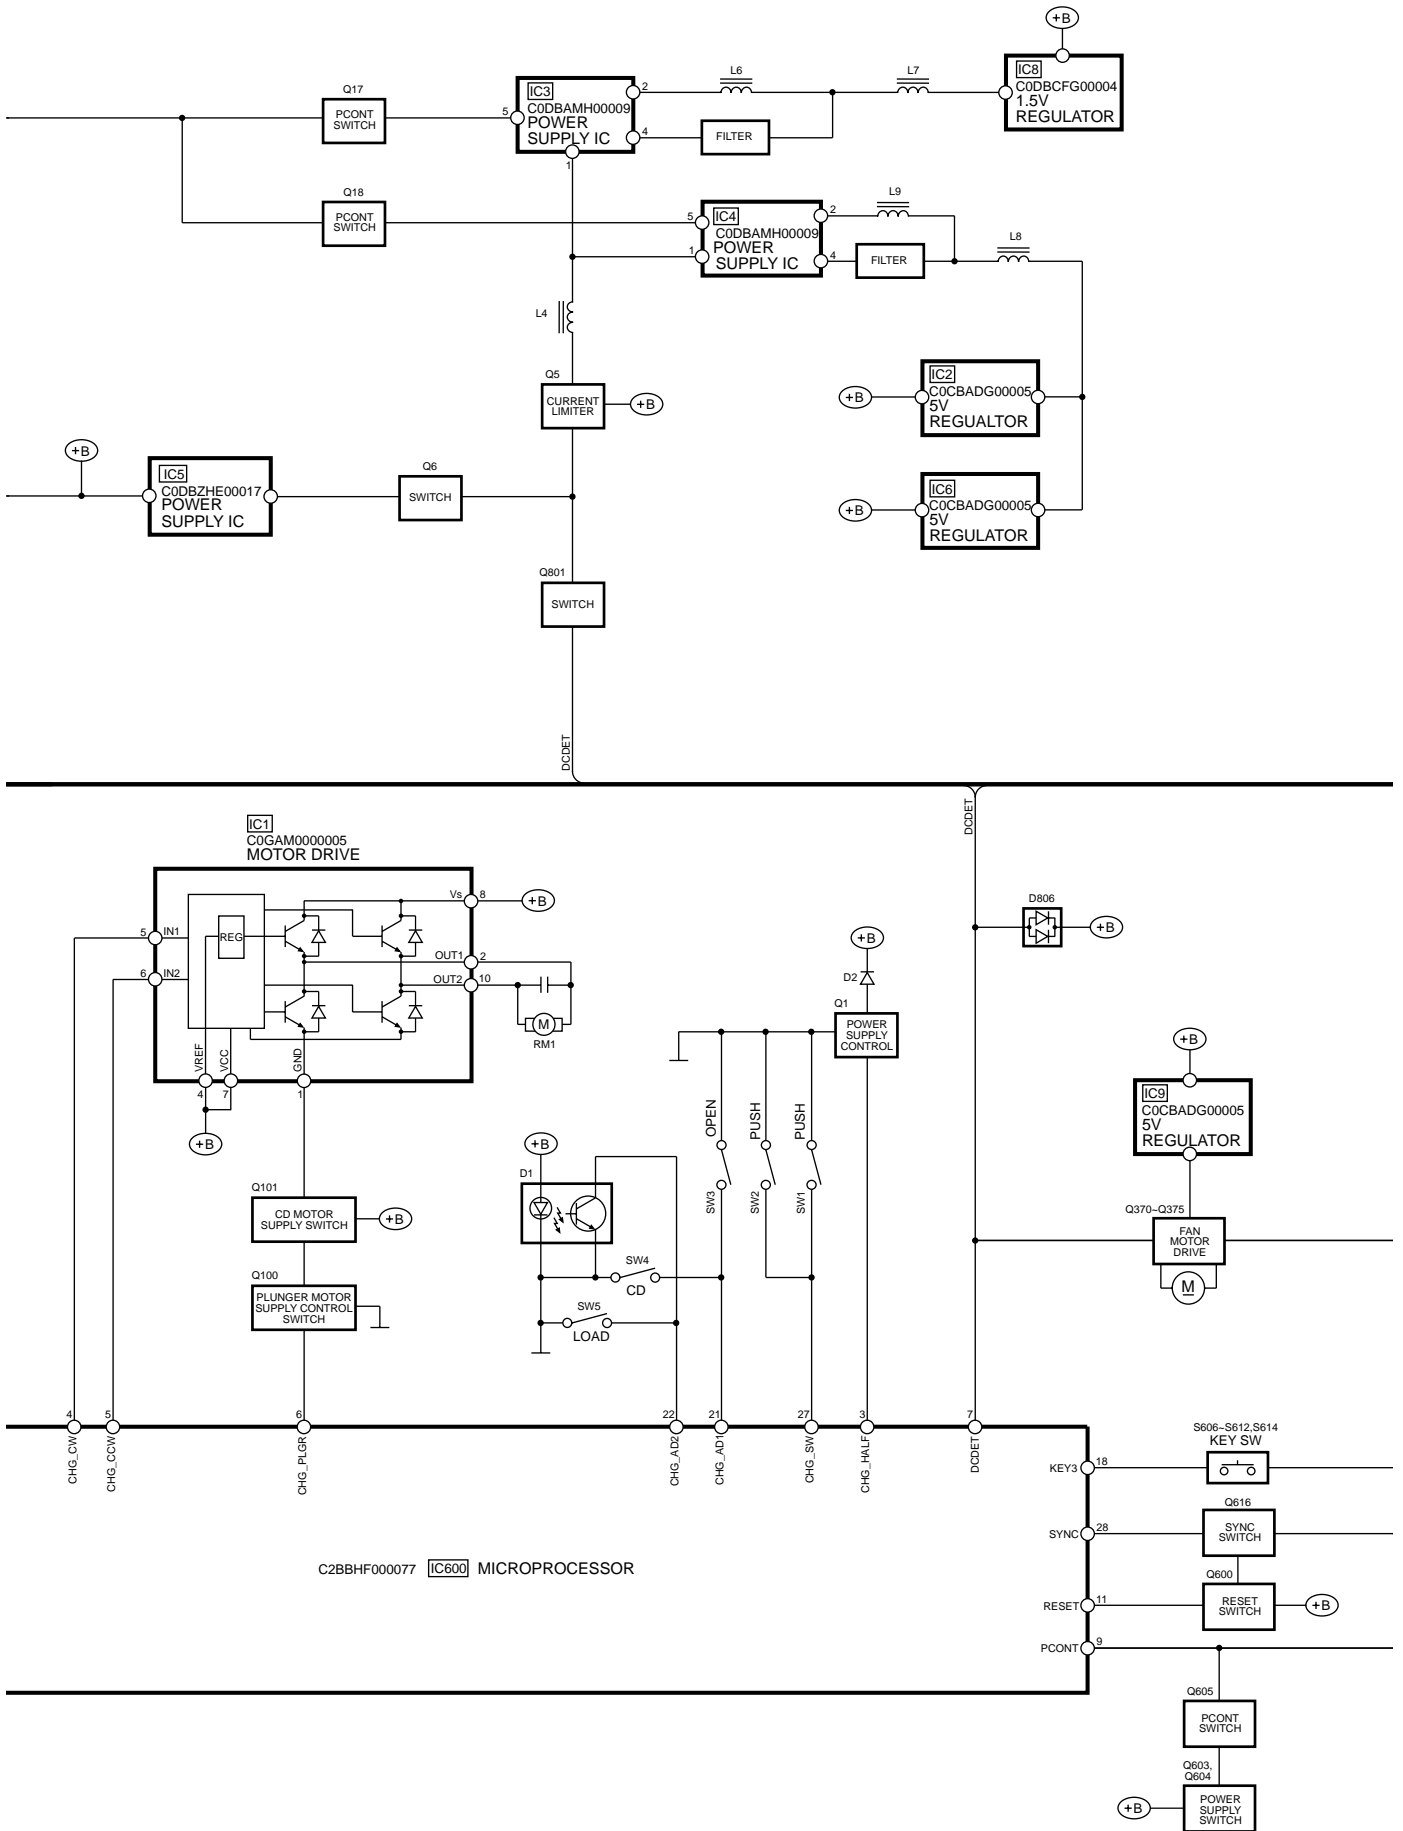 +B
Q17
PCONT
SWITCH
5
IC3
C0DBAMH00009
POWER
SUPPLY IC
2
4
1
L6
FILTER
L7
IC8
C0DBCFG00004
1.5V
REGULATOR
Q18
PCONT
SWITCH
5
1
IC4
C0DBAMH00009
POWER
SUPPLY IC
2
4
L9
FILTER
L8
L4
Q5
CURRENT
LIMITER
+B
+B
IC2
C0CBADG00005
5V
REGUALTOR
+B
IC5
C0DBZHE00017
POWER
SUPPLY IC
Q6
SWITCH
+B
IC6
C0CBADG00005
5V
REGULATOR
Q801
SWITCH
DCDET
DCDET
IC1
C0GAM0000005
MOTOR DRIVE
5
IN1
6
IN2
REG
Vs
8
+B
OUT1
2
OUT2
10
M
RM1
VREF
VCC
GND
4
7
1
+B
D806
+B
+B
D2
Q1
POWER
SUPPLY
CONTROL
OPEN
PUSH
PUSH
SW3
SW2
SW1
+B
IC9
C0CBADG00005
5V
REGULATOR
+B
D1
Q101
CD MOTOR
SUPPLY SWITCH
+B
Q100
PLUNGER MOTOR
SUPPLY CONTROL
SWITCH
SW4
CD
SW5
LOAD
Q370~Q375
FAN
MOTOR
DRIVE
M
4
5
6
22
21
27
3
7
CHG_CW
CHG_CCW
CHG_PLGR
CHG_AD2
CHG_AD1
CHG_SW
CHG_HALF
DCDET
S606~S612,S614
KEY SW
KEY3
18
Q616
SYNC
SWITCH
SYNC
28
C2BBHF000077 IC600 MICROPROCESSOR
Q600
RESET
SWITCH
RESET
11
+B
PCONT
9
Q605
PCONT
SWITCH
Q603,
Q604
+B
POWER
SUPPLY
SWITCH